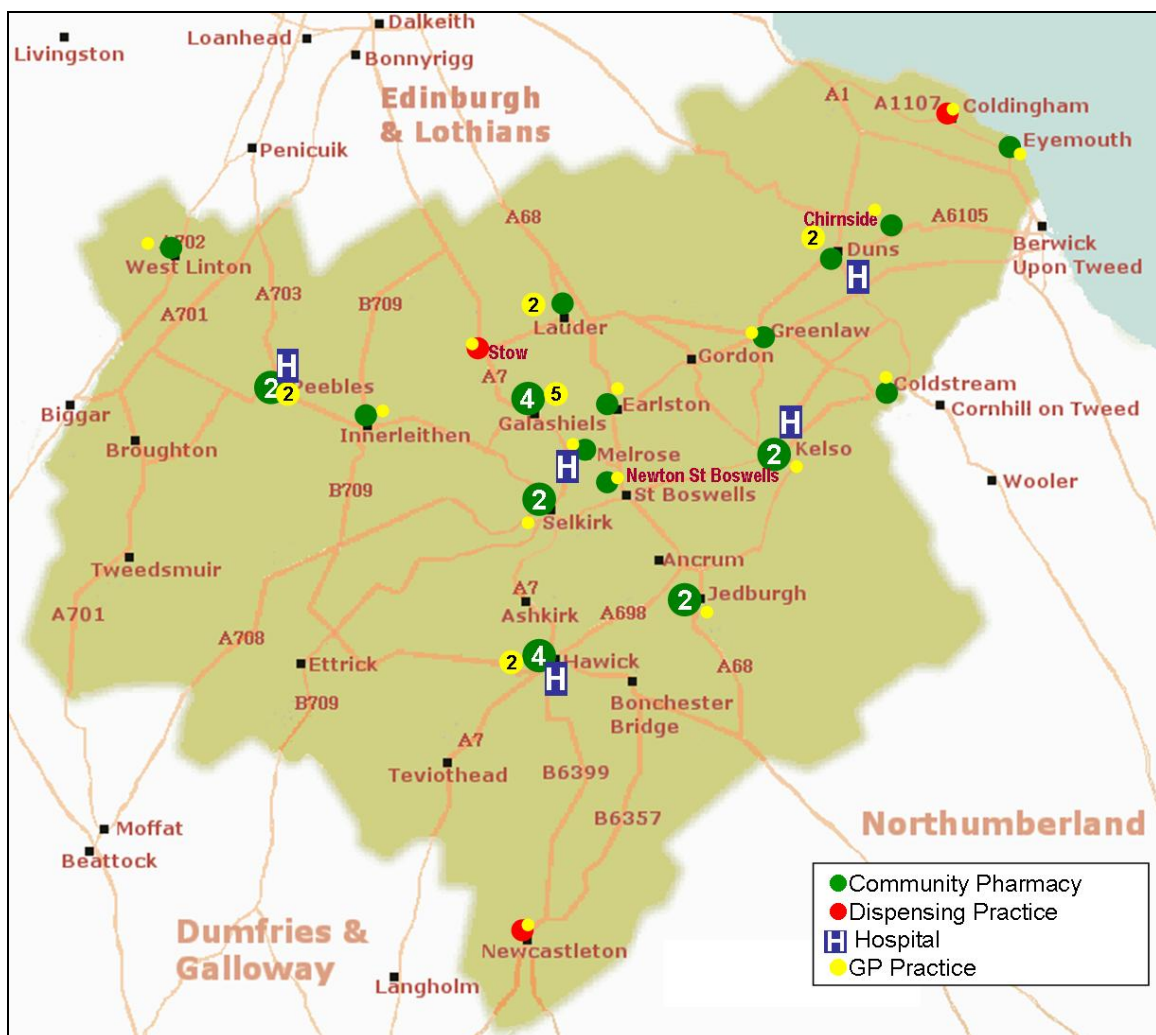 Dalkeith
Livingston
Loanhead
Bonnyrigg
Edinburgh
& Lothians
A1
A1107
Coldingham
Eyemouth
Penicuik
A68
Chirnside
A6105
2
Duns
H
Berwick
Upon Tweed
A702
West Linton
A703
B709
A701
2
Lauder
Greenlaw
Gordon
Stow
A7
H
2
Peebles
2
4
5
Galashiels
Earlston
Coldstream
Cornhill on Tweed
Biggar
Innerleithen
Broughton
Melrose
H
H
2
Kelso
Newton St Boswells
St Boswells
Wooler
B709
2
Selkirk
Tweedsmuir
Ancrum
A7
Ashkirk
A698
2
Jedburgh
A701
A708
Ettrick
2
4
Hawick
H
A68
B709
Bonchester
Bridge
A7
Teviothead
B6399
B6357
Moffat
Beattock
Northumberland
Dumfries &
Galloway
Newcastleton
Langholm
Community Pharmacy
Dispensing Practice
H Hospital
GP Practice